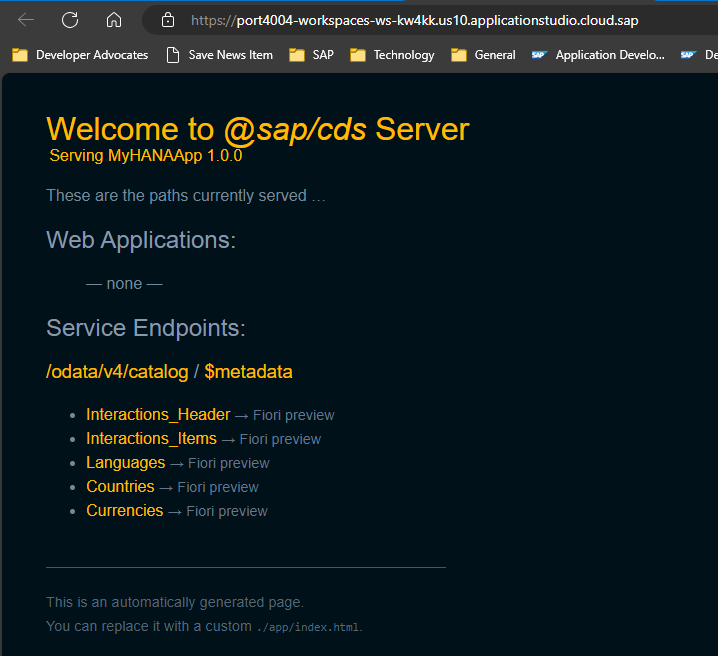 https://port4004-workspaces-ws-kw4kk.us10.applicationstudio.cloud.sap
Developer Advocates Save News Item SAP Technology General SAP Application Develo... SAP De
Welcome to @sap/cds Server
Serving MyHANAApp 1.0.0
These are the paths currently served …
Web Applications:
— none —
Service Endpoints:
/odata/v4/catalog / $metadata
Interactions_Header → Fiori preview
Interactions_Items → Fiori preview
Languages → Fiori preview
Countries → Fiori preview
Currencies → Fiori preview
This is an automatically generated page.
You can replace it with a custom ./app/index.html.